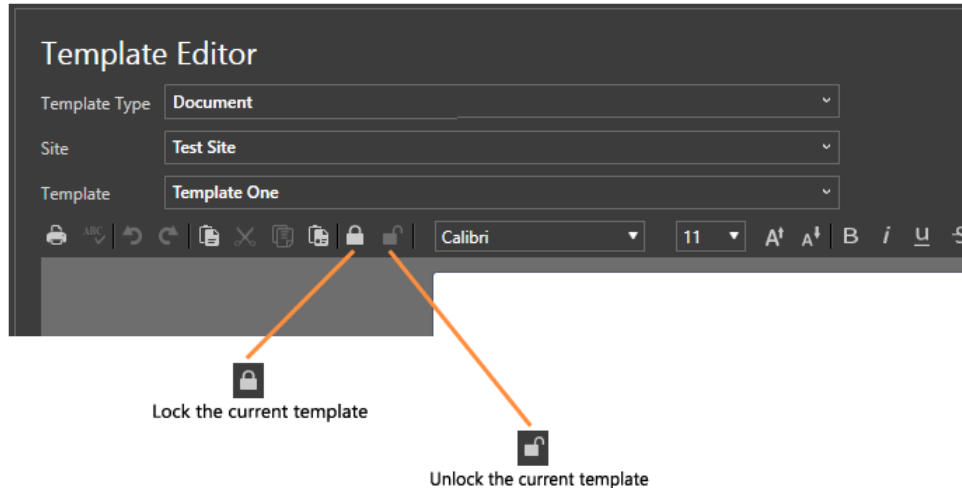 Template Editor
Template Type Document
Site Test Site
Template Template One
ABC Calibri 11 A A B i u S
Lock the current template
Unlock the current template